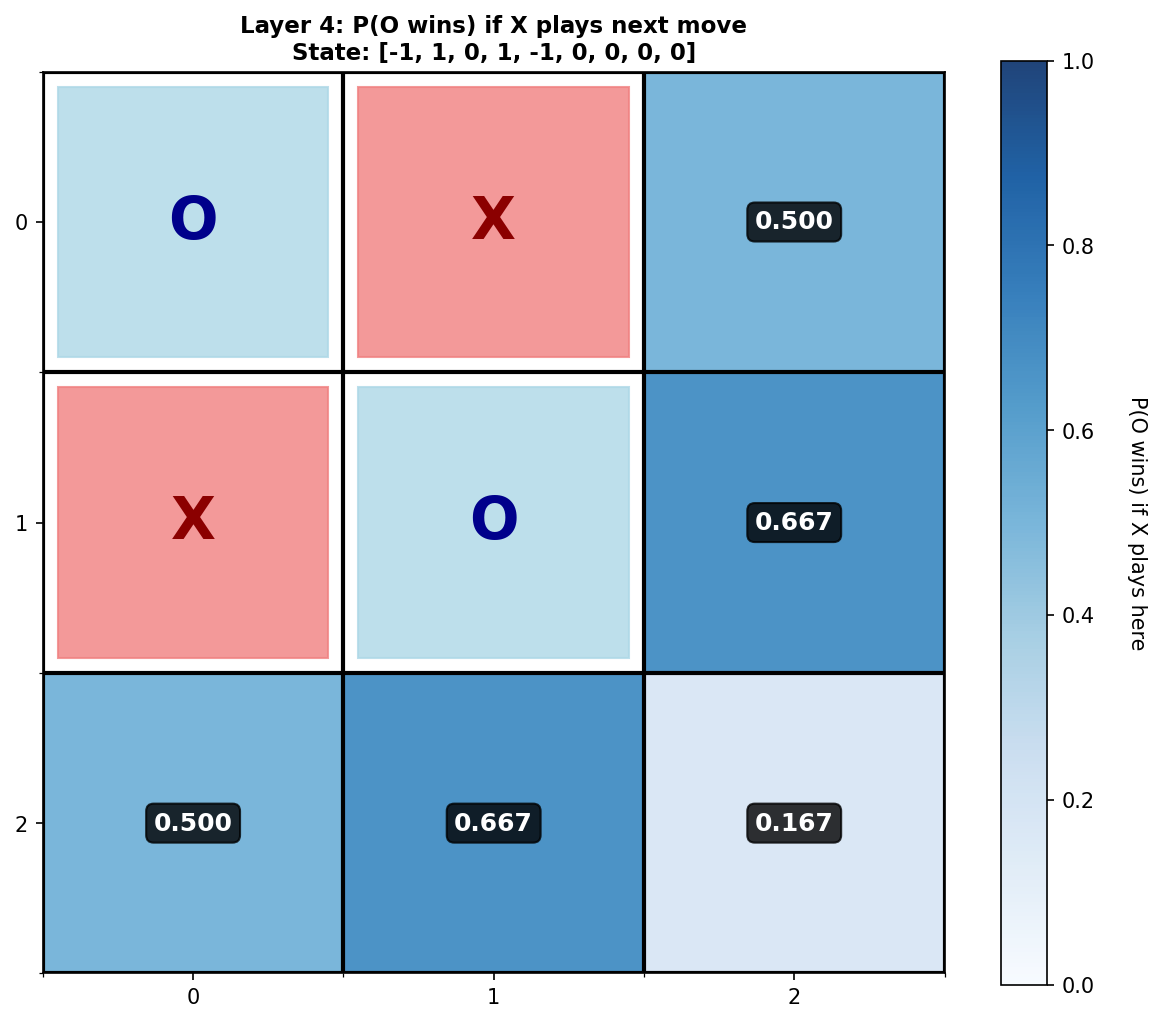 Layer 4: P(O wins) if X plays next move
State: [-1, 1, 0, 1, -1, 0, 0, 0, 0]
O X 0.500
X O 0.667
0.500 0.667 0.167
0
1
2
0 1 2
1.0
0.8
0.6
0.4
0.2
0.0
P(O wins) if X plays here